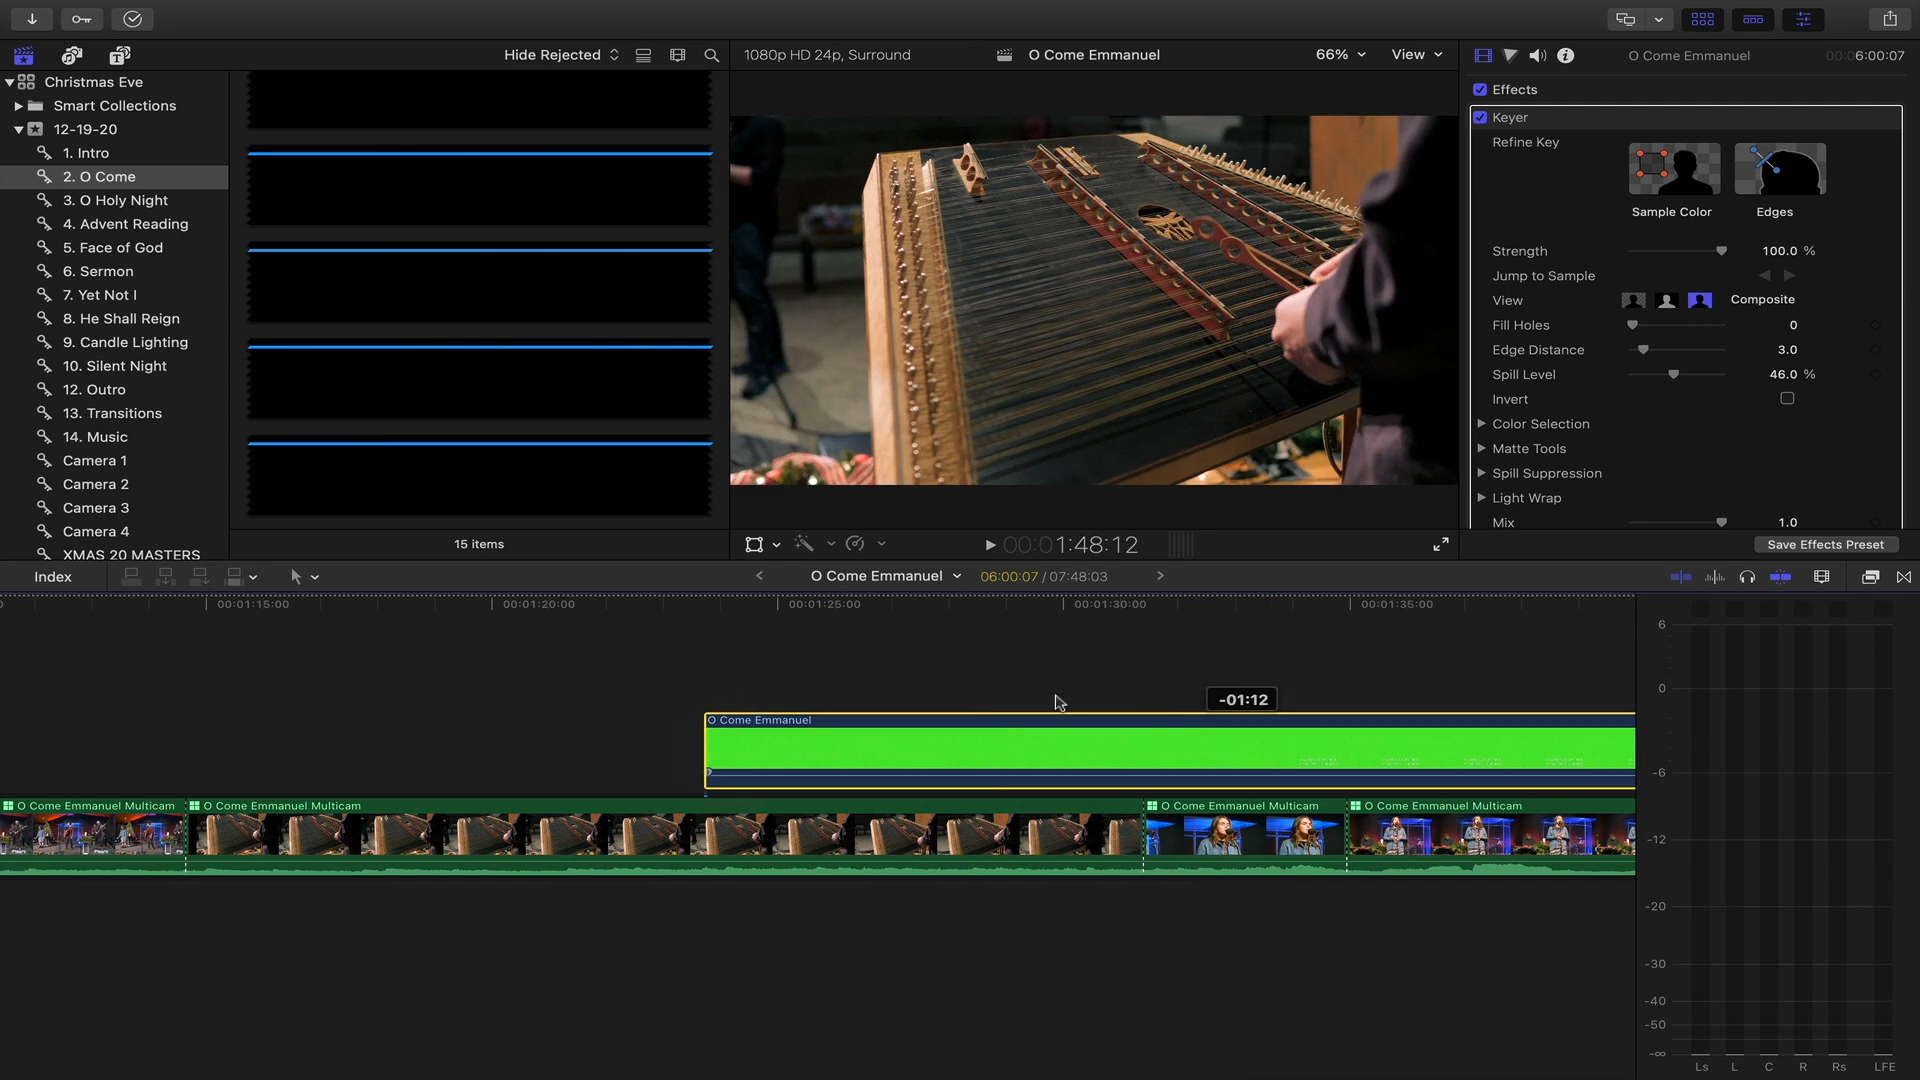 Hide Rejected
1080p HD 24p, Surround
O Come Emmanuel
66%
View
O Come Emmanuel
00:06:00:07
Christmas Eve
Smart Collections
12-19-20
1. Intro
2. O Come
3. O Holy Night
4. Advent Reading
5. Face of God
6. Sermon
7. Yet Not I
8. He Shall Reign
9. Candle Lighting
10. Silent Night
12. Outro
13. Transitions
14. Music
Camera 1
Camera 2
Camera 3
Camera 4
XMAS 20 MASTERS
15 items
00:01:48:12
Effects
Keyer
Refine Key
Sample Color
Edges
Strength 100.0 %
Jump to Sample
View Composite
Fill Holes 0
Edge Distance 3.0
Spill Level 46.0 %
Invert
Color Selection
Matte Tools
Spill Suppression
Light Wrap
Mix 1.0
Save Effects Preset
Index
O Come Emmanuel
06:00:07 / 07:48:03
00:01:15:00
00:01:20:00
00:01:25:00
00:01:30:00
00:01:35:00
-01:12
O Come Emmanuel
O Come Emmanuel Multicam
O Come Emmanuel Multicam
O Come Emmanuel Multicam
O Come Emmanuel Multicam
6
0
-6
-12
-20
-30
-40
-50
-∞
Ls L C R Rs LFE